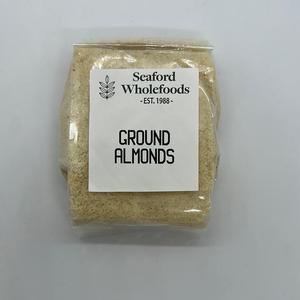 Seaford
Wholefoods
- EST. 1988 -
GROUND
ALMONDS